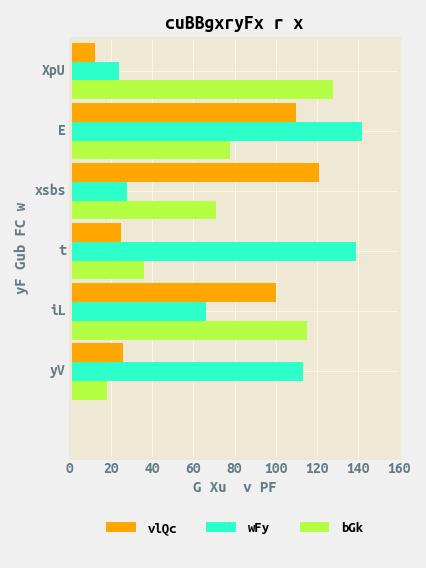 cuBBgxryFx r x
XpU
E
xsbs
t
iL
yV
yF Gub FC w
0 20 40 60 80 100 120 140 160
G Xu v PF
vlQc wFy bGk